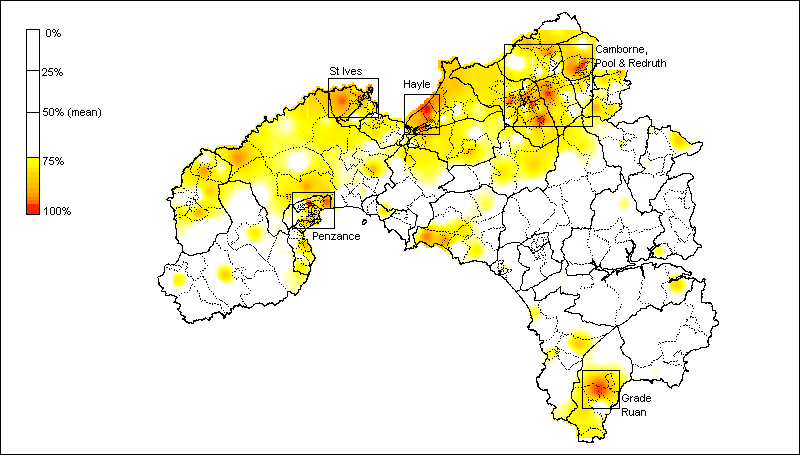 0%
25%
50% (mean)
75%
100%
St Ives
Hayle
Camborne,
Pool & Redruth
Penzance
Grade
Ruan